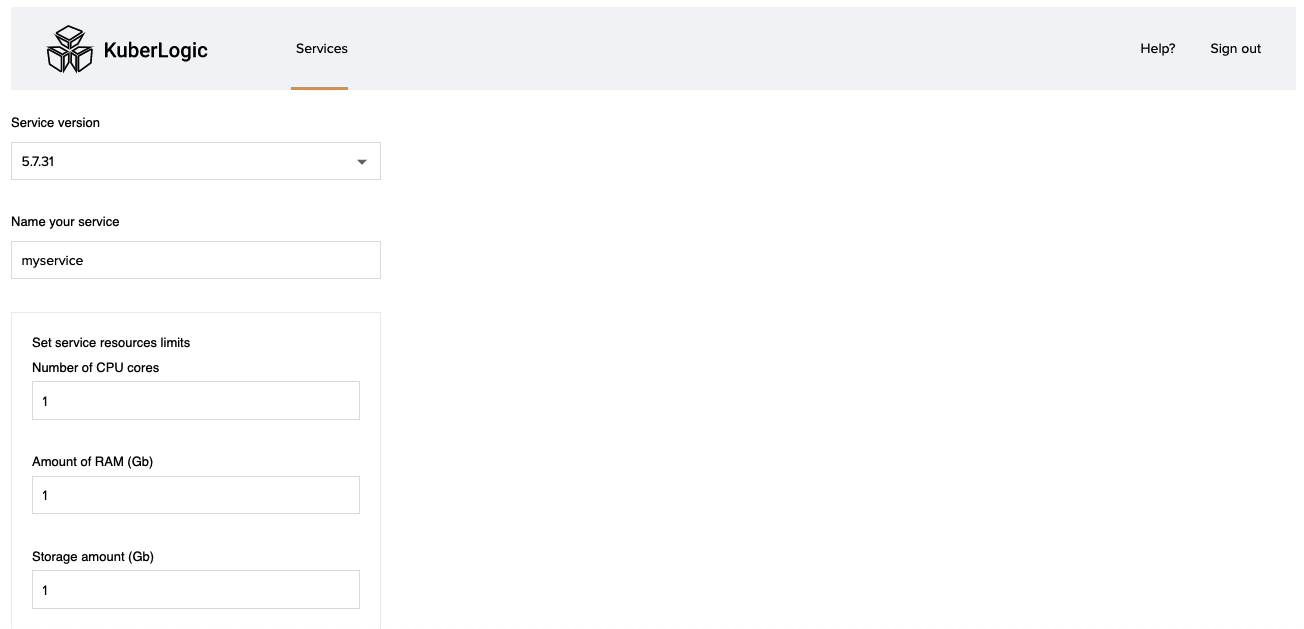 KuberLogic Services Help? Sign out
Service version
5.7.31
Name your service
myservice
Set service resources limits
Number of CPU cores
1
Amount of RAM (Gb)
1
Storage amount (Gb)
1